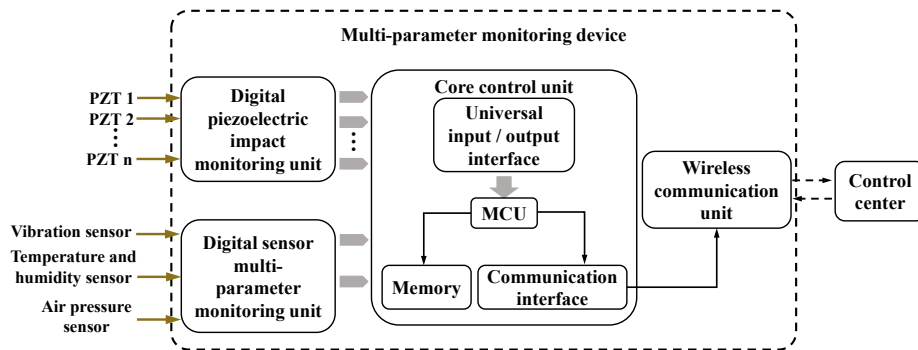 Multi-parameter monitoring device
PZT 1
PZT 2
PZT n
Digital
piezoelectric
impact
monitoring unit
Core control unit
Universal
input / output
interface
MCU
Memory
Communication
interface
Wireless
communication
unit
Control
center
Vibration sensor
Temperature and
humidity sensor
Air pressure
sensor
Digital sensor
multi-
parameter
monitoring unit